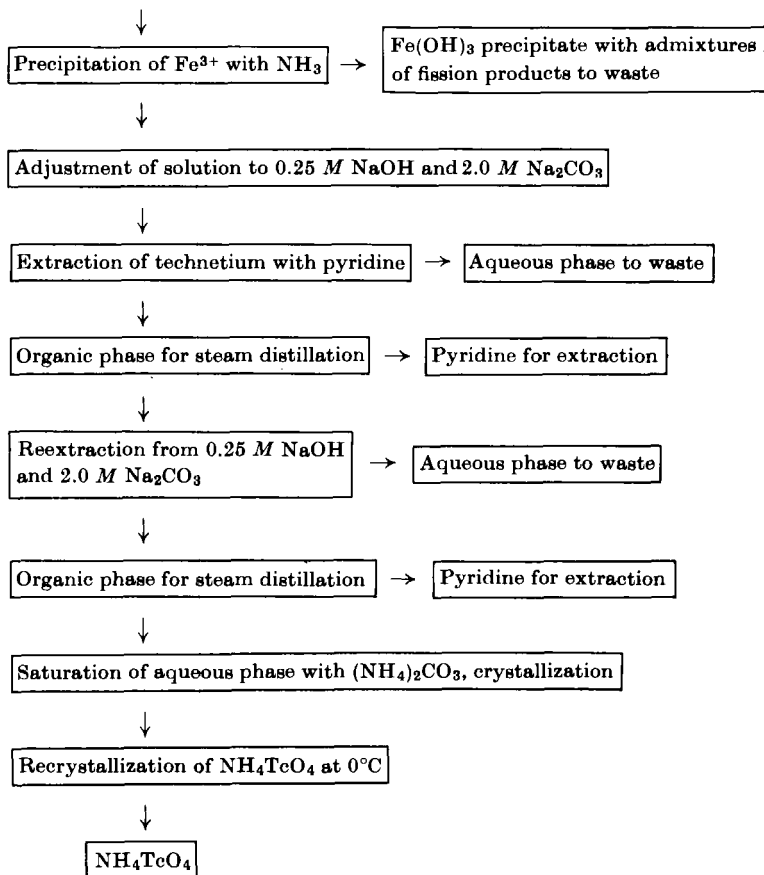 ↓
Precipitation of Fe³⁺ with NH₃ → Fe(OH)₃ precipitate with admixtures
of fission products to waste
↓
Adjustment of solution to 0.25 M NaOH and 2.0 M Na₂CO₃
↓
Extraction of technetium with pyridine → Aqueous phase to waste
↓
Organic phase for steam distillation → Pyridine for extraction
↓
Reextraction from 0.25 M NaOH
and 2.0 M Na₂CO₃ → Aqueous phase to waste
↓
Organic phase for steam distillation → Pyridine for extraction
↓
Saturation of aqueous phase with (NH₄)₂CO₃, crystallization
↓
Recrystallization of NH₄TcO₄ at 0°C
↓
NH₄TcO₄